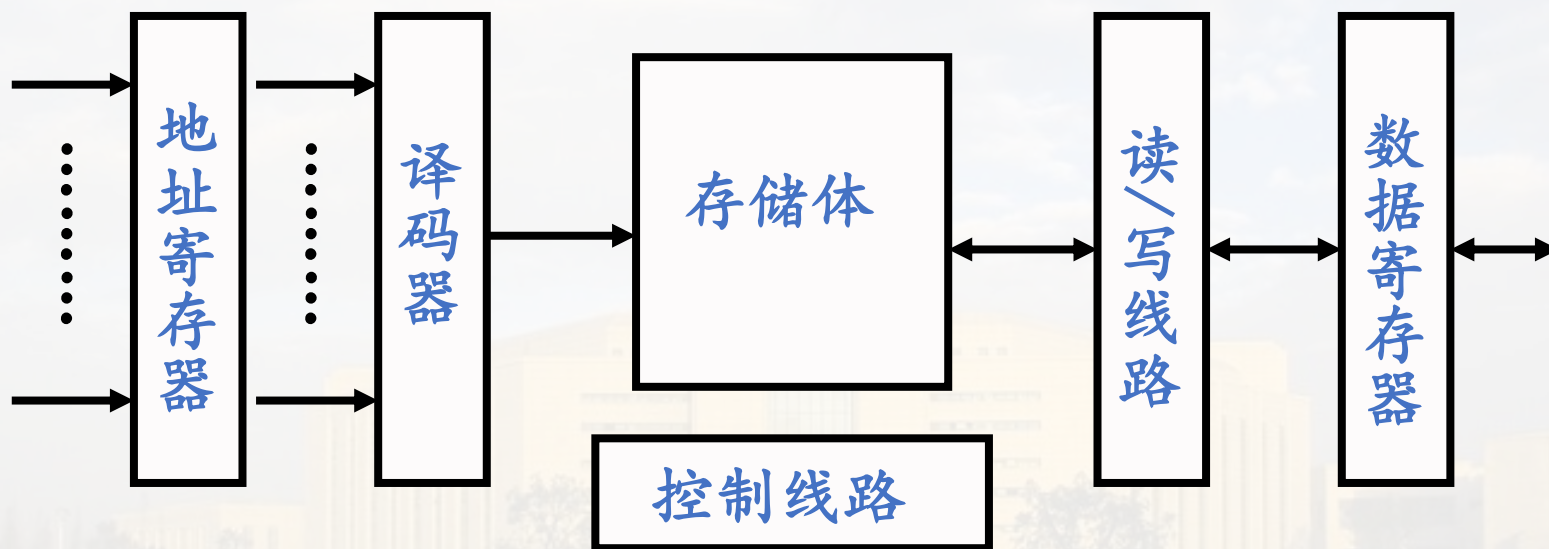 地址寄存器
译码器
存储体
读/写线路
数据寄存器
控制线路